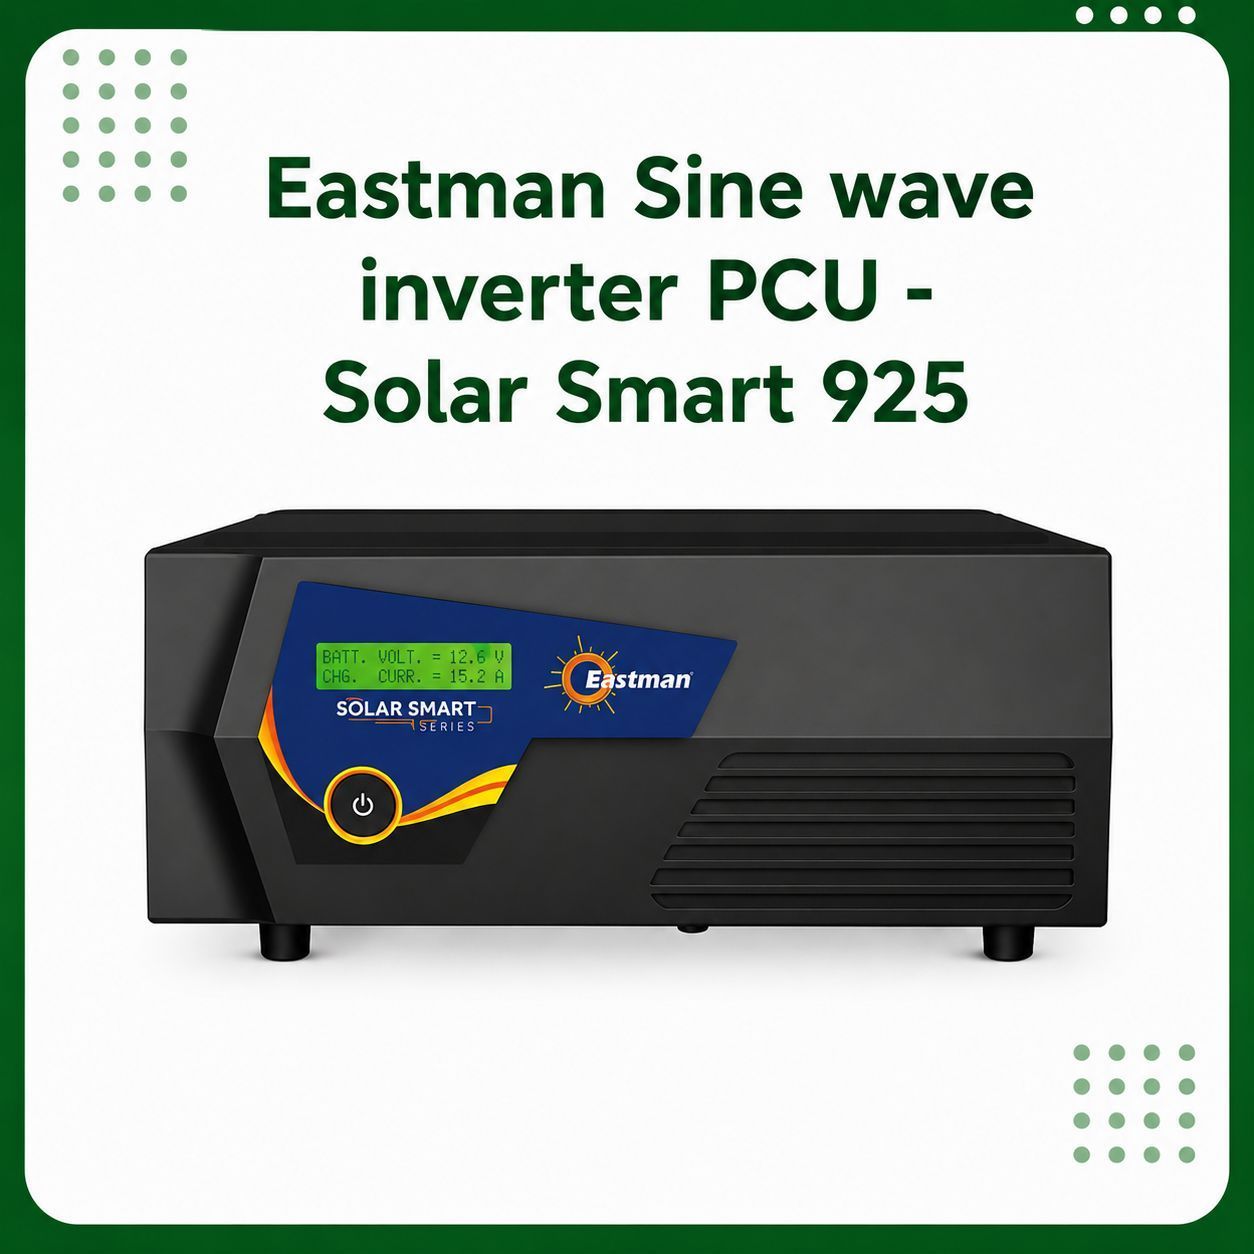 Eastman Sine wave
inverter PCU -
Solar Smart 925
BATT. VOLT. = 12.6 V
CHG. CURR. = 15.2 A
Eastman
SOLAR SMART
SERIES